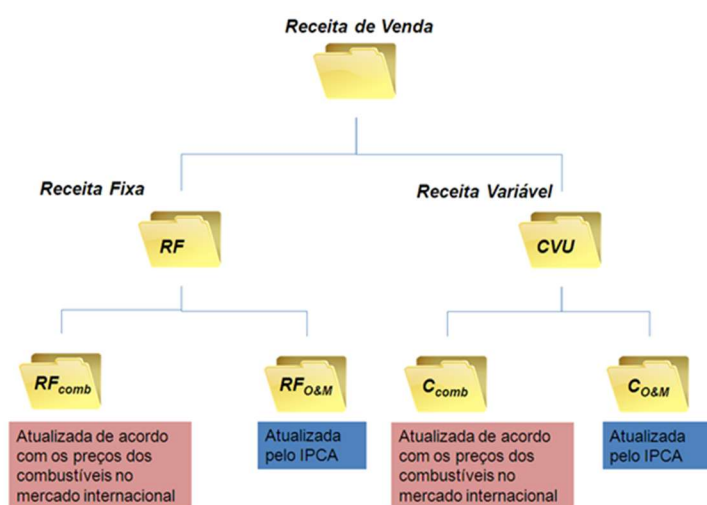 Receita de Venda
Receita Fixa
Receita Variável
RF
CVU
RFcomb
RFO&M
Ccomb
CO&M
Atualizada de acordo
com os preços dos
combustíveis no
mercado internacional
Atualizada
pelo IPCA
Atualizada de acordo
com os preços dos
combustíveis no
mercado internacional
Atualizada
pelo IPCA